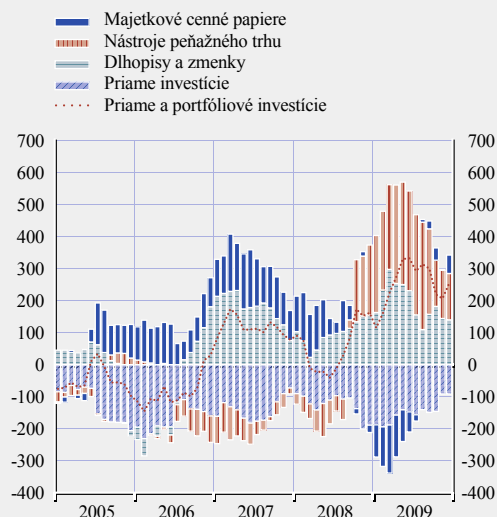 Majetkové cenné papiere
Nástroje peňažného trhu
Dlhopisy a zmenky
Priame investície
Priame a portfóliové investície
700 700
600 600
500 500
400 400
300 300
200 200
100 100
0 0
-100 -100
-200 -200
-300 -300
-400 -400
2005 2006 2007 2008 2009